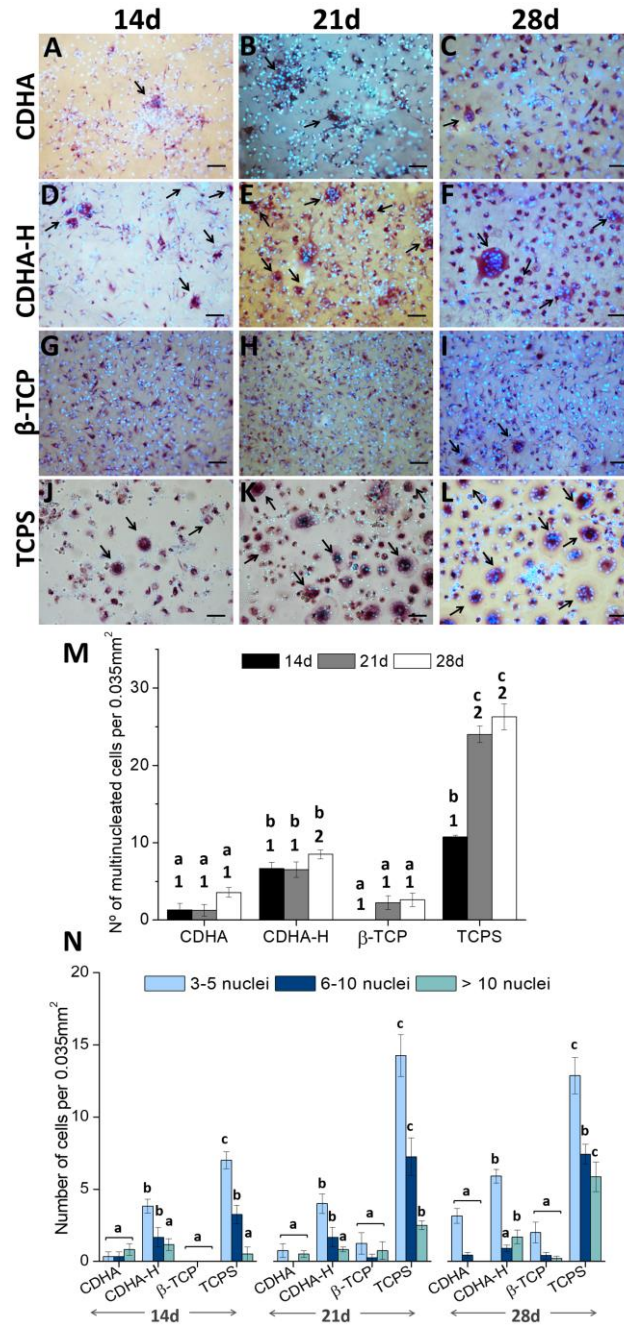 14d 21d 28d
CDHA A B C
CDHA-H D E F
β-TCP G H I
TCPS J K L
M
14d 21d 28d
Nº of multinucleated cells per 0.035mm²
30
20
10
0
a a a b b b a a a b c c
1 1 1 1 1 2 1 1 1 1 2 2
CDHA CDHA-H β-TCP TCPS
N
3-5 nuclei 6-10 nuclei > 10 nuclei
Number of cells per 0.035mm²
20
15
10
5
0
a b b a a c b a
a b b a a c c b
a b a b a c b c
CDHA CDHA-H β-TCP TCPS CDHA CDHA-H β-TCP TCPS CDHA CDHA-H β-TCP TCPS
14d 21d 28d